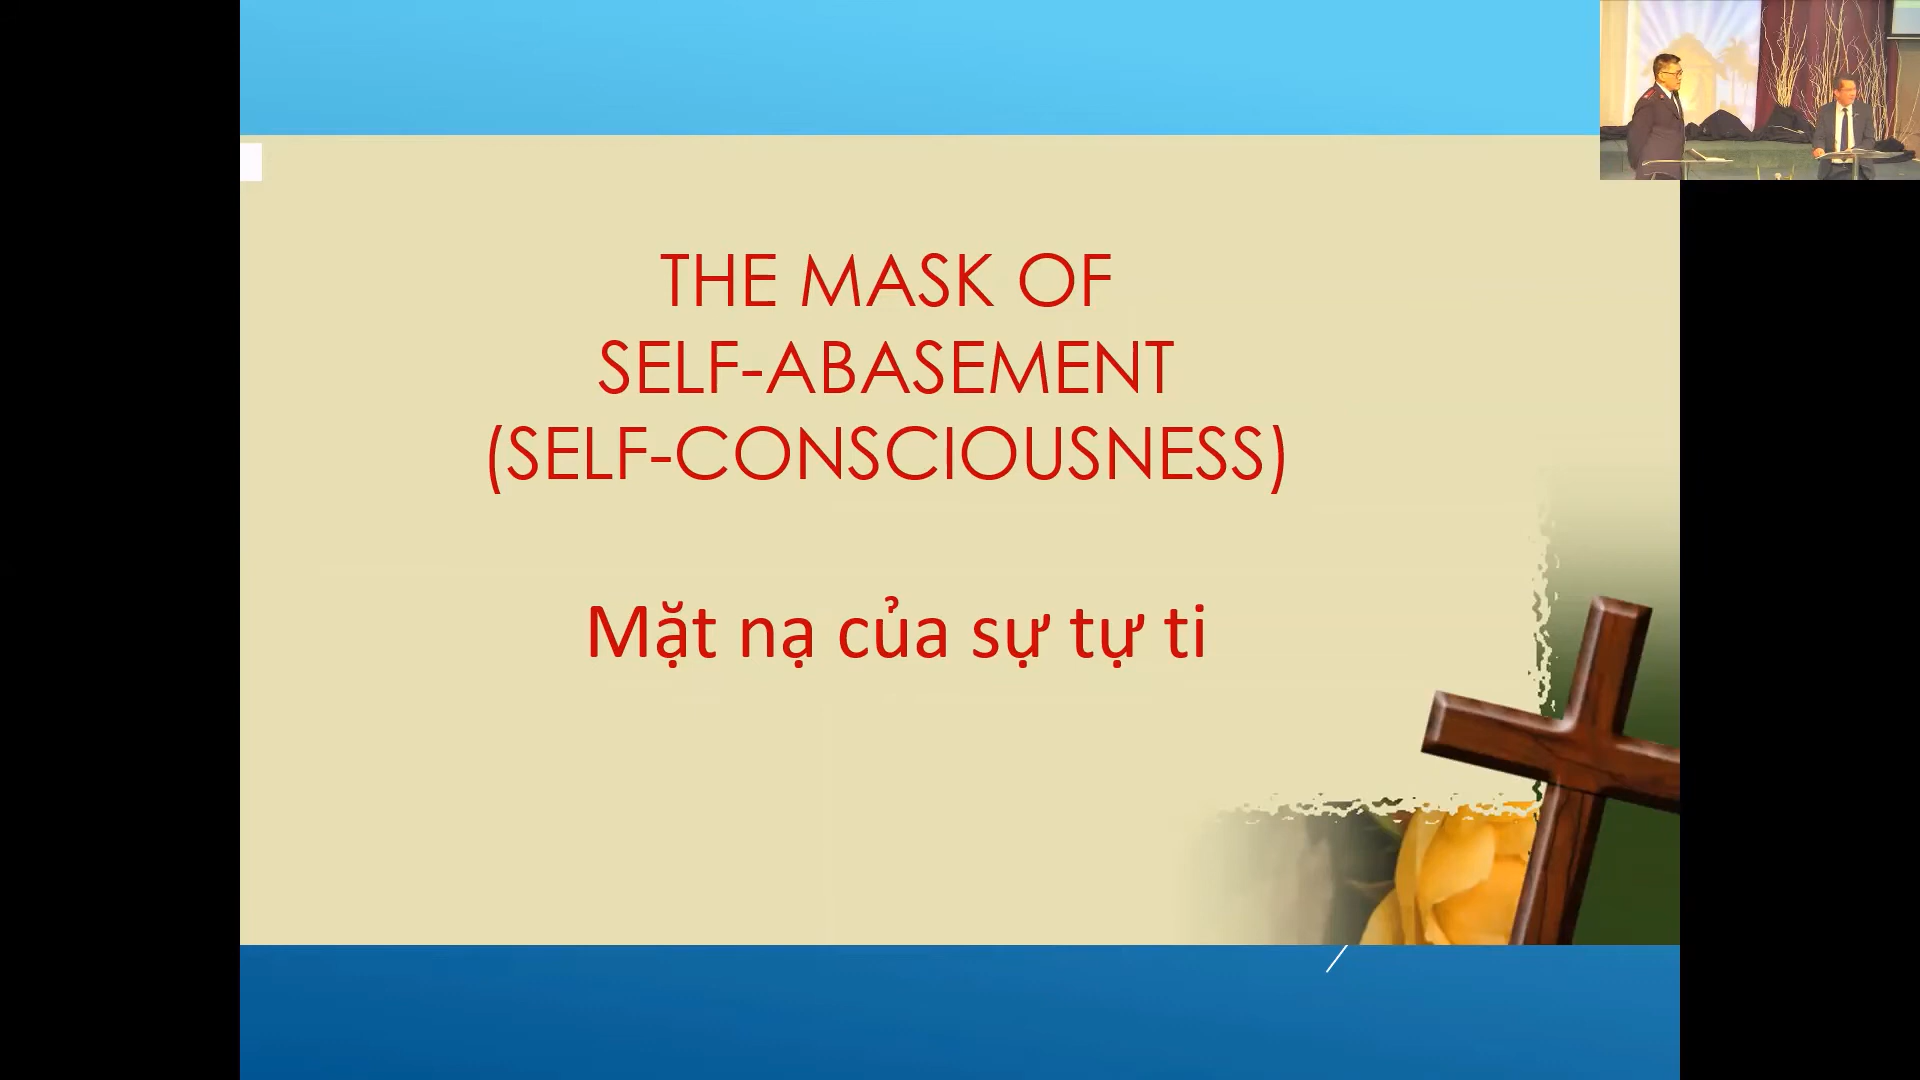 THE MASK OF
SELF-ABASEMENT
(SELF-CONSCIOUSNESS)
Mặt nạ của sự tự ti